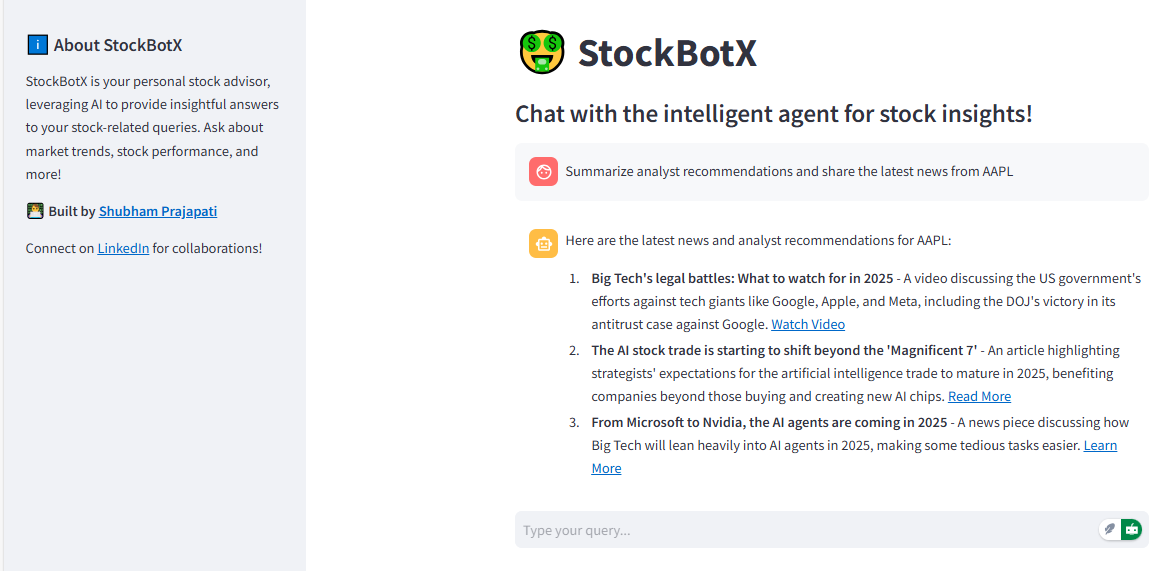 About StockBotX
StockBotX is your personal stock advisor,
leveraging AI to provide insightful answers
to your stock-related queries. Ask about
market trends, stock performance, and
more!
Built by Shubham Prajapati
Connect on LinkedIn for collaborations!
StockBotX
Chat with the intelligent agent for stock insights!
Summarize analyst recommendations and share the latest news from AAPL
Here are the latest news and analyst recommendations for AAPL:
1. Big Tech's legal battles: What to watch for in 2025 - A video discussing the US government's
efforts against tech giants like Google, Apple, and Meta, including the DOJ's victory in its
antitrust case against Google. Watch Video
2. The AI stock trade is starting to shift beyond the 'Magnificent 7' - An article highlighting
strategists' expectations for the artificial intelligence trade to mature in 2025, benefiting
companies beyond those buying and creating new AI chips. Read More
3. From Microsoft to Nvidia, the AI agents are coming in 2025 - A news piece discussing how
Big Tech will lean heavily into AI agents in 2025, making some tedious tasks easier. Learn
More
Type your query...